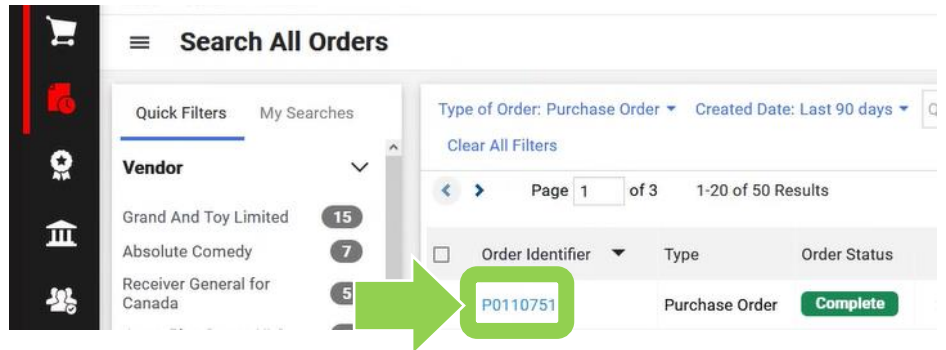 Search All Orders
Quick Filters My Searches
Type of Order: Purchase Order Created Date: Last 90 days Q
Clear All Filters
Vendor
Page 1 of 3 1-20 of 50 Results
Grand And Toy Limited 15
Absolute Comedy 7
Order Identifier Type Order Status
Receiver General for
Canada 5
P0110751 Purchase Order Complete